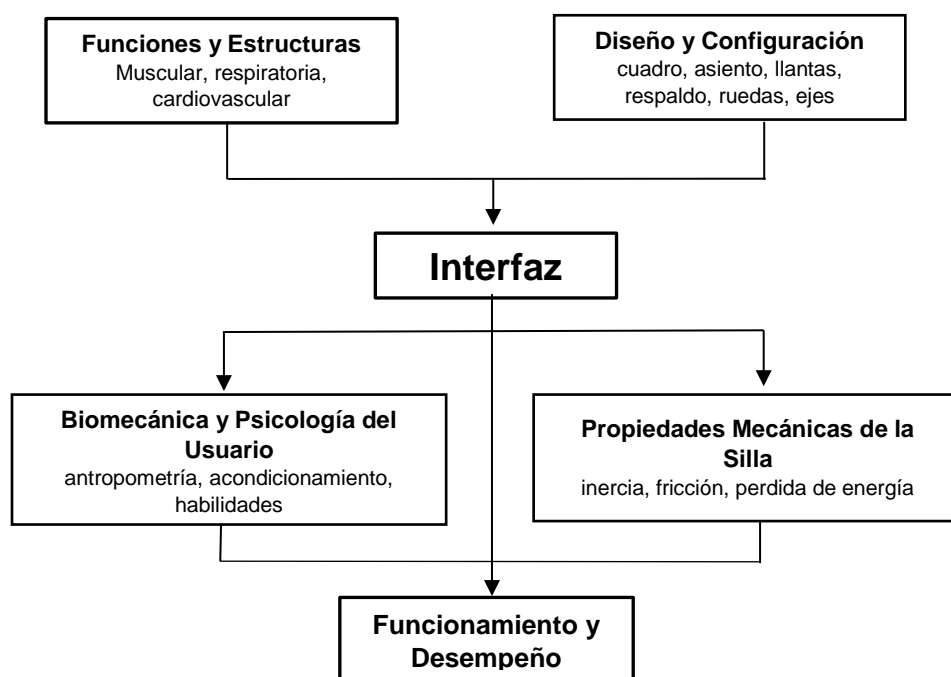 Funciones y Estructuras
Muscular, respiratoria,
cardiovascular
Diseño y Configuración
cuadro, asiento, llantas,
respaldo, ruedas, ejes
Interfaz
Biomecánica y Psicología del
Usuario
antropometría, acondicionamiento,
habilidades
Propiedades Mecánicas de la
Silla
inercia, fricción, perdida de energía
Funcionamiento y
Desempeño